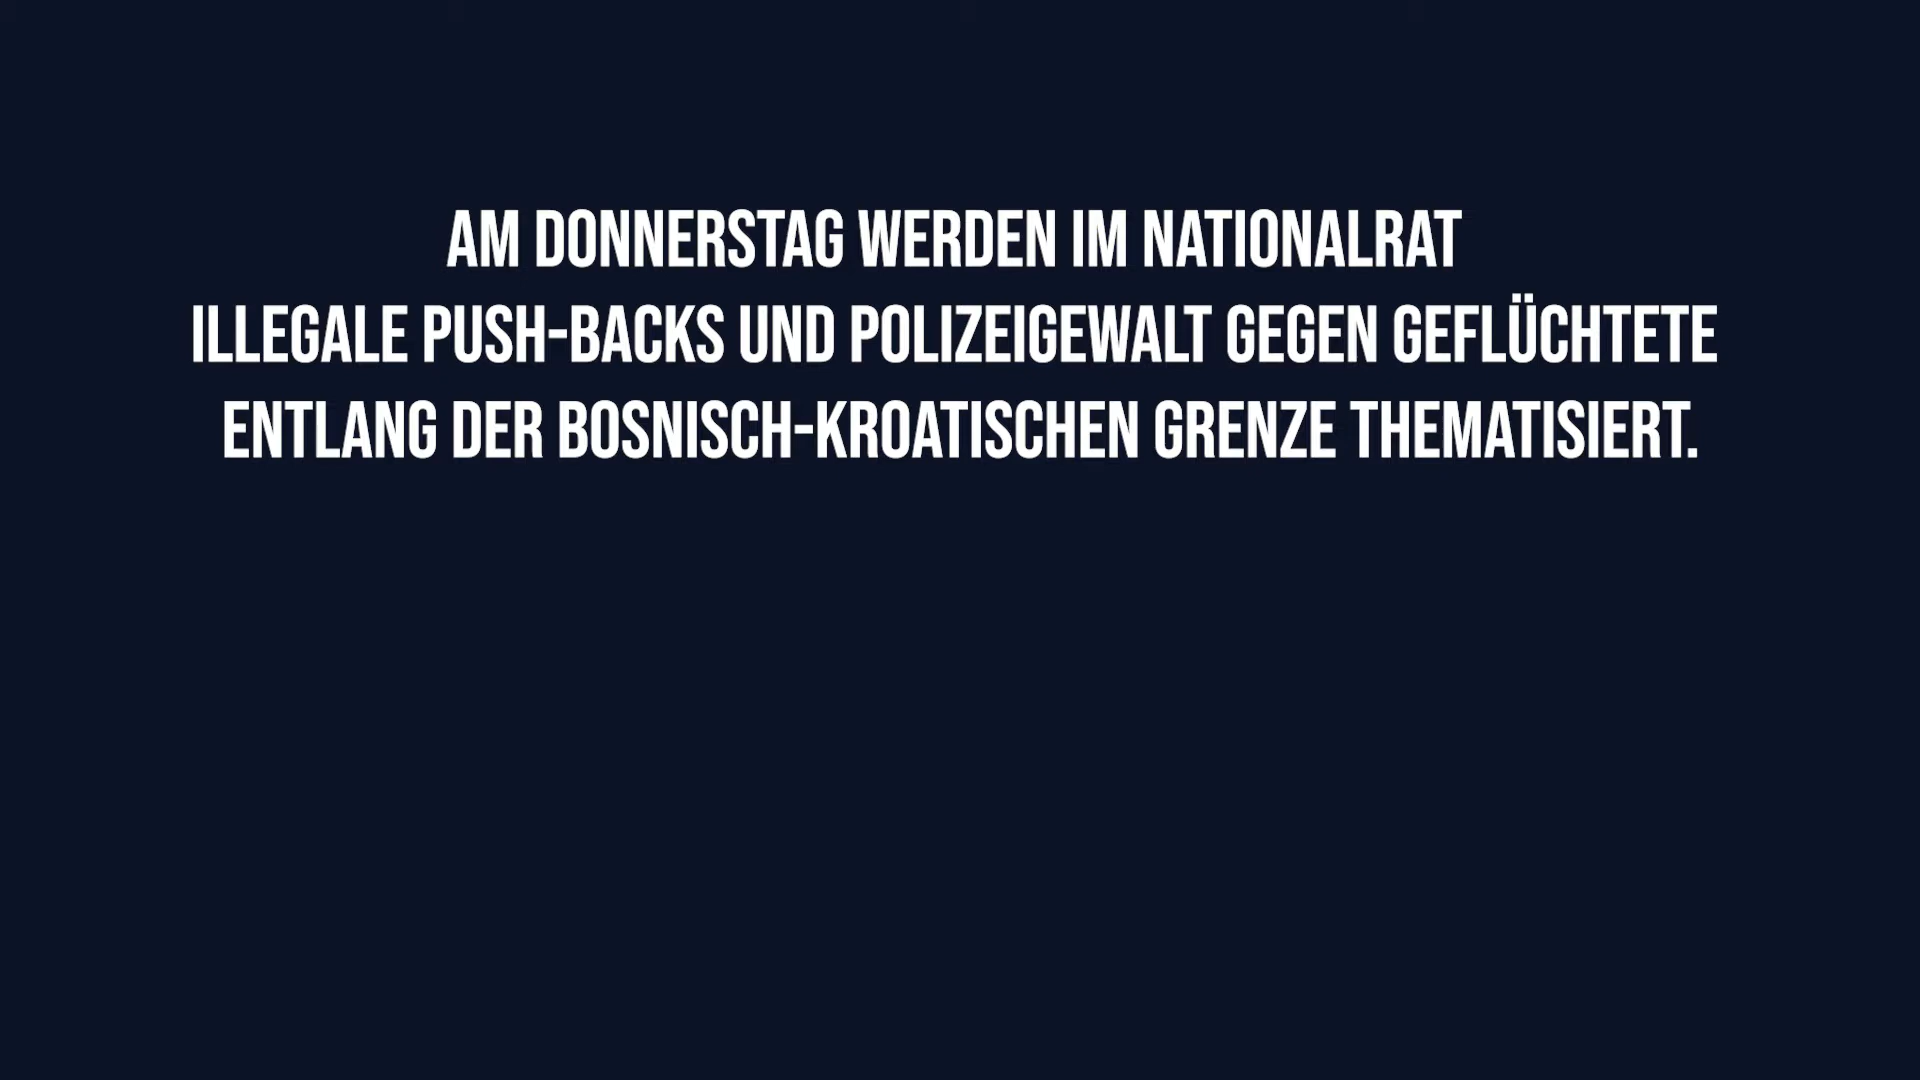 AM DONNERSTAG WERDEN IM NATIONALRAT
ILLEGALE PUSH-BACKS UND POLIZEIGEWALT GEGEN GEFLÜCHTETE
ENTLANG DER BOSNISCH-KROATISCHEN GRENZE THEMATISIERT.